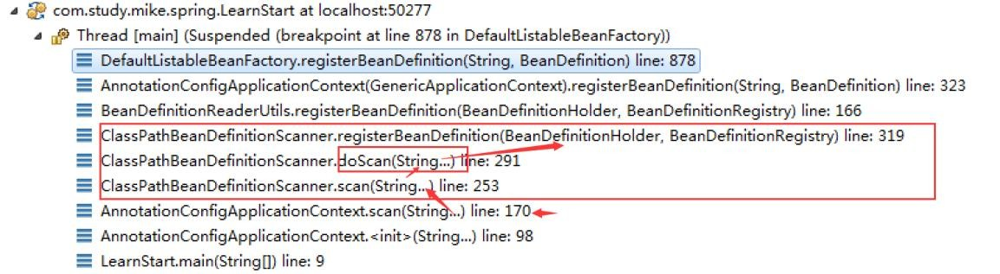 com.study.mike.spring.LearnStart at localhost:50277
Thread [main] (Suspended (breakpoint at line 878 in DefaultListableBeanFactory))
DefaultListableBeanFactory.registerBeanDefinition(String, BeanDefinition) line: 878
AnnotationConfigApplicationContext(GenericApplicationContext).registerBeanDefinition(String, BeanDefinition) line: 323
BeanDefinitionReaderUtils.registerBeanDefinition(BeanDefinitionHolder, BeanDefinitionRegistry) line: 166
ClassPathBeanDefinitionScanner.registerBeanDefinition(BeanDefinitionHolder, BeanDefinitionRegistry) line: 319
ClassPathBeanDefinitionScanner.doScan(String...) line: 291
ClassPathBeanDefinitionScanner.scan(String...) line: 253
AnnotationConfigApplicationContext.scan(String...) line: 170
AnnotationConfigApplicationContext.<init>(String...) line: 98
LearnStart.main(String[]) line: 9